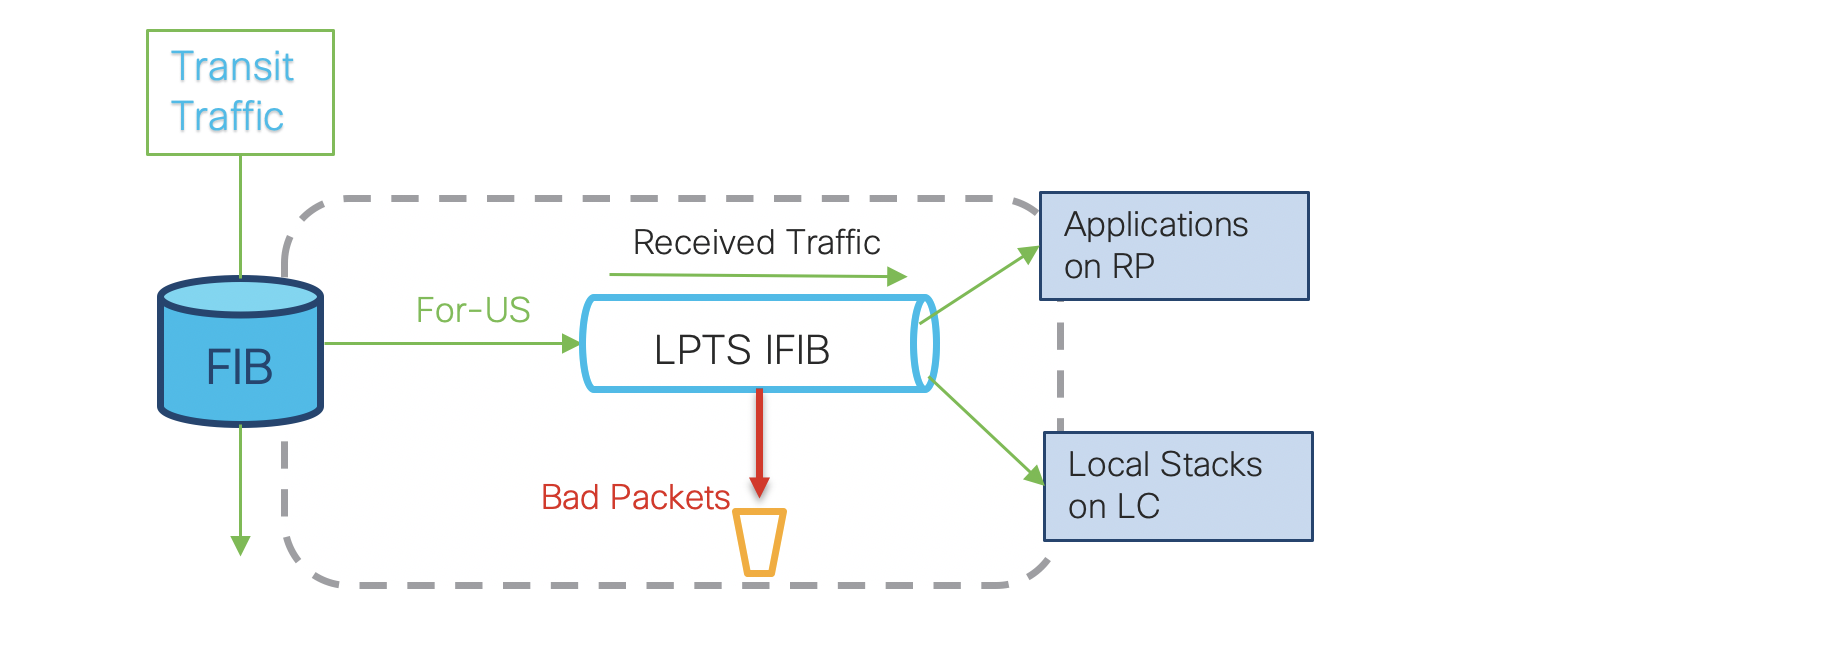 Transit
Traffic
Received Traffic
Applications
on RP
For-US
FIB
LPTS IFIB
Local Stacks
on LC
Bad Packets